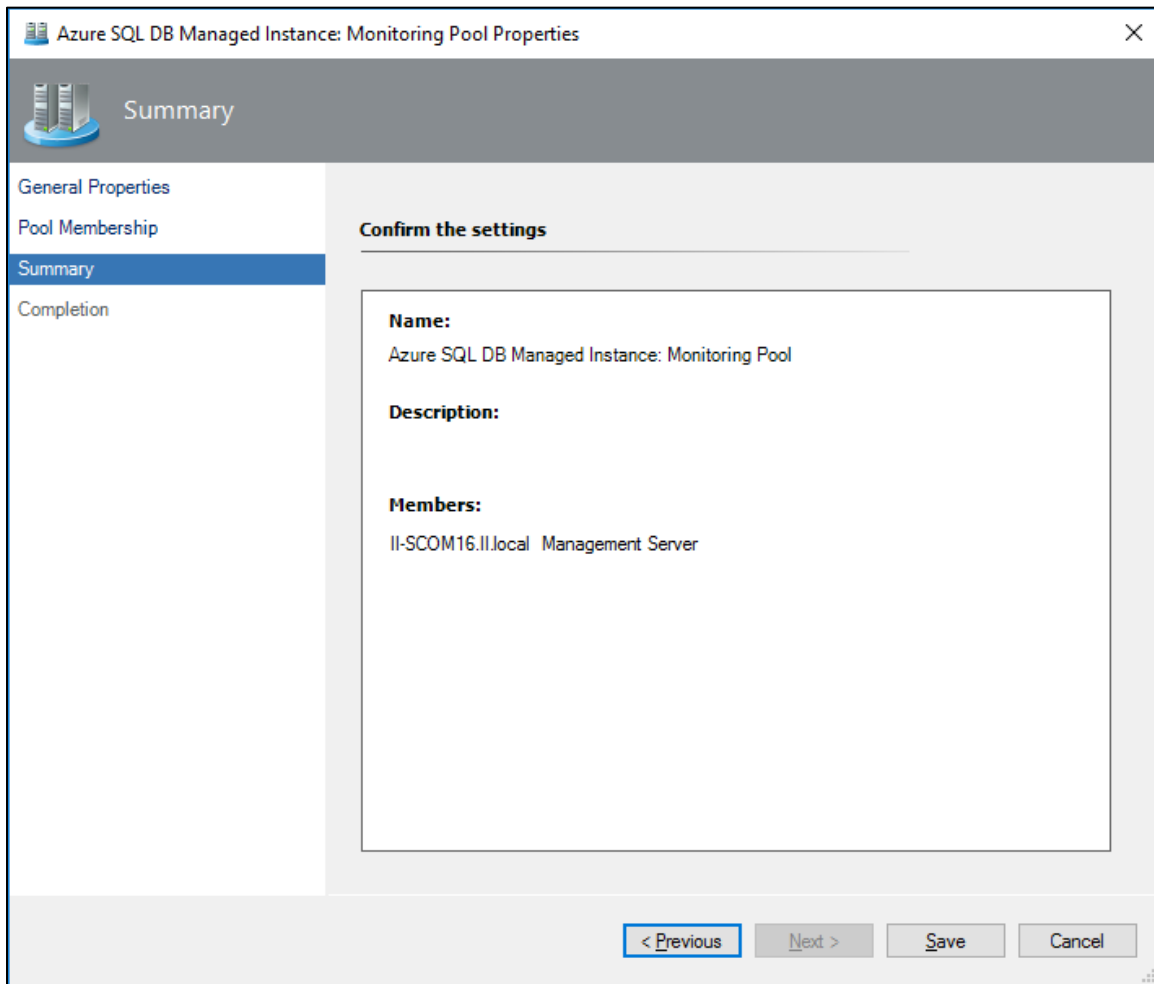 Azure SQL DB Managed Instance: Monitoring Pool Properties
Summary
General Properties
Pool Membership
Summary
Completion
Confirm the settings
Name:
Azure SQL DB Managed Instance: Monitoring Pool
Description:
Members:
II-SCOM16.II.local Management Server
< Previous
Next >
Save
Cancel